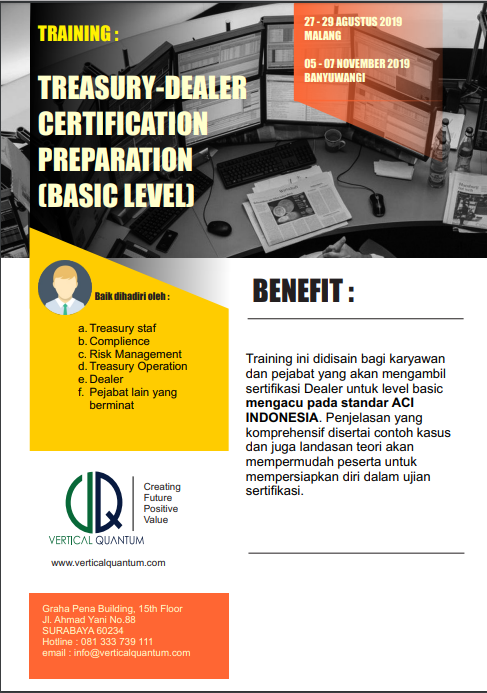 TRAINING :
27 - 29 AGUSTUS 2019
MALANG
05 - 07 NOVEMBER 2019
BANYUWANGI
TREASURY-DEALER
CERTIFICATION
PREPARATION
(BASIC LEVEL)
Baik dihadiri oleh :
a. Treasury staf
b. Complience
c. Risk Management
d. Treasury Operation
e. Dealer
f. Pejabat lain yang
berminat
BENEFIT :
Training ini didisain bagi karyawan
dan pejabat yang akan mengambil
sertifikasi Dealer untuk level basic
mengacu pada standar ACI
INDONESIA. Penjelasan yang
komprehensif disertai contoh kasus
dan juga landasan teori akan
mempermudah peserta untuk
mempersiapkan diri dalam ujian
sertifikasi.
Creating
Future
Positive
Value
VERTICAL QUANTUM
www.verticalquantum.com
Graha Pena Building, 15th Floor
Jl. Ahmad Yani No.88
SURABAYA 60234
Hotline : 081 333 739 111
email : info@verticalquantum.com